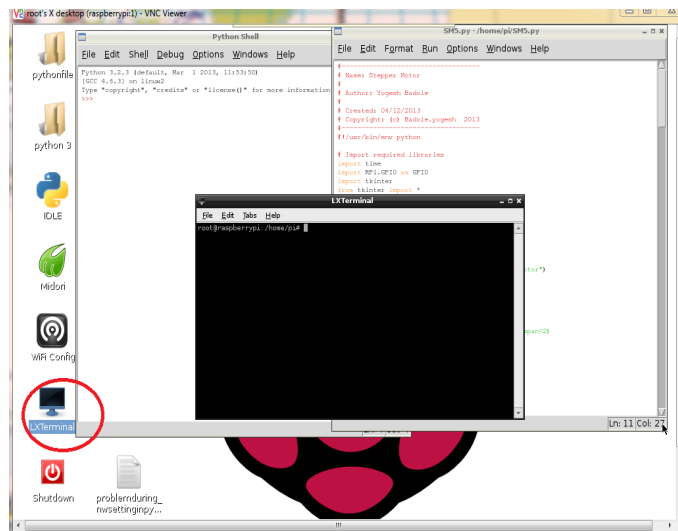 root's X desktop (raspberrypi:1) - VNC Viewer
Python Shell
File Edit Shell Debug Options Windows Help
Python 3.2.3 (default, Mar 1 2013, 11:53:50)
[GCC 4.6.3] on linux2
Type "copyright", "credits" or "license()" for more information
>>>
SM5.py - /home/pi/SM5.py
File Edit Format Run Options Windows Help
#
# Name: Stepper Motor
#
# Author: Yogesh Badole
#
# Created: 04/12/2013
# Copyright: (c) Badole.yogesh 2013
#
#!/usr/bin/env python
# Import required libraries
import time
import RPi.GPIO as GPIO
import tkinter
from tkinter import *
tor")
span=2)
Ln: 11 Col: 27
LXTerminal
File Edit Tabs Help
root@raspberrypi:/home/pi#
pythonfile
python 3
IDLE
Midori
WiFi Config
LXTerminal
Shutdown
problemduring_
nwsettinginpy...